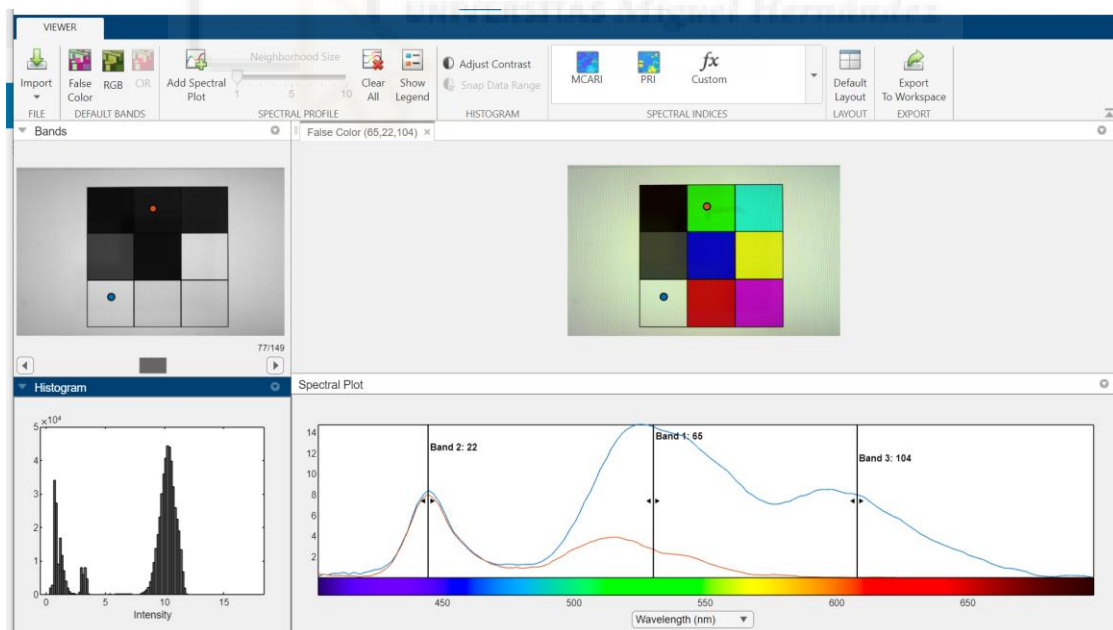 UNIVERSITAS Miguel Hernández
VIEWER
Import
False Color
RGB
CIR
Add Spectral Plot
Neighborhood Size
1 5 10
Clear All
Show Legend
Adjust Contrast
Snap Data Range
MCARI
PRI
fx
Custom
Default Layout
Export To Workspace
FILE
DEFAULT BANDS
SPECTRAL PROFILE
HISTOGRAM
SPECTRAL INDICES
LAYOUT
EXPORT
Bands
False Color (65,22,104) ×
77/149
Histogram
×10⁴
5
4
3
2
1
0
0 5 10 15
Intensity
Spectral Plot
14
12
10
8
6
4
2
Band 2: 22
Band 1: 65
Band 3: 104
450 500 550 600 650
Wavelength (nm)